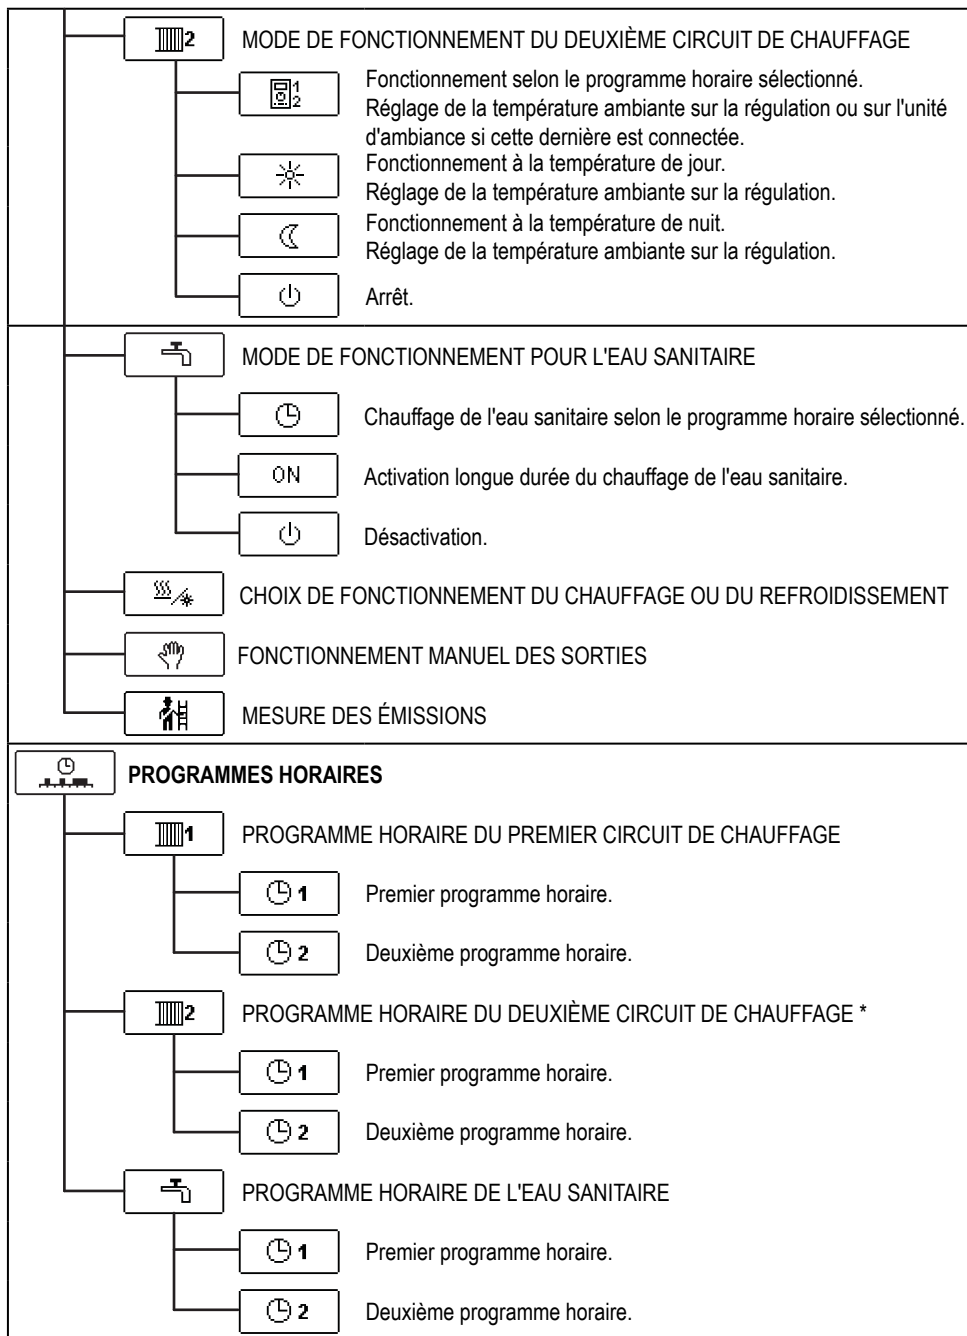 2 MODE DE FONCTIONNEMENT DU DEUXIÈME CIRCUIT DE CHAUFFAGE
1 2 Fonctionnement selon le programme horaire sélectionné.
Réglage de la température ambiante sur la régulation ou sur l'unité
d'ambiance si cette dernière est connectée.
Fonctionnement à la température de jour.
Réglage de la température ambiante sur la régulation.
Fonctionnement à la température de nuit.
Réglage de la température ambiante sur la régulation.
Arrêt.
MODE DE FONCTIONNEMENT POUR L'EAU SANITAIRE
Chauffage de l'eau sanitaire selon le programme horaire sélectionné.
ON Activation longue durée du chauffage de l'eau sanitaire.
Désactivation.
CHOIX DE FONCTIONNEMENT DU CHAUFFAGE OU DU REFROIDISSEMENT
FONCTIONNEMENT MANUEL DES SORTIES
MESURE DES ÉMISSIONS
PROGRAMMES HORAIRES
1 PROGRAMME HORAIRE DU PREMIER CIRCUIT DE CHAUFFAGE
1 Premier programme horaire.
2 Deuxième programme horaire.
2 PROGRAMME HORAIRE DU DEUXIÈME CIRCUIT DE CHAUFFAGE *
1 Premier programme horaire.
2 Deuxième programme horaire.
PROGRAMME HORAIRE DE L'EAU SANITAIRE
1 Premier programme horaire.
2 Deuxième programme horaire.